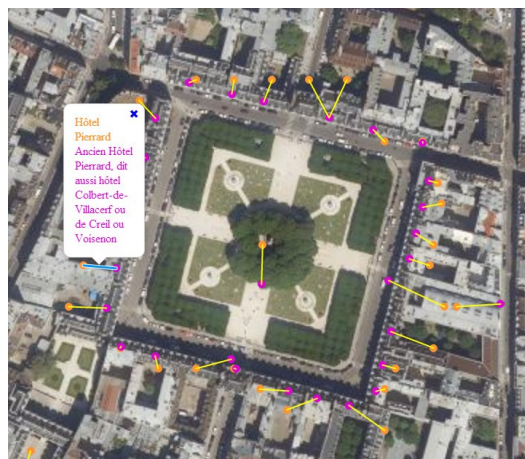 Hôtel
Pierrard
Ancien Hôtel
Pierrard, dit
aussi hôtel
Colbert-de-
Villacerf ou
de Creil ou
Voisenon